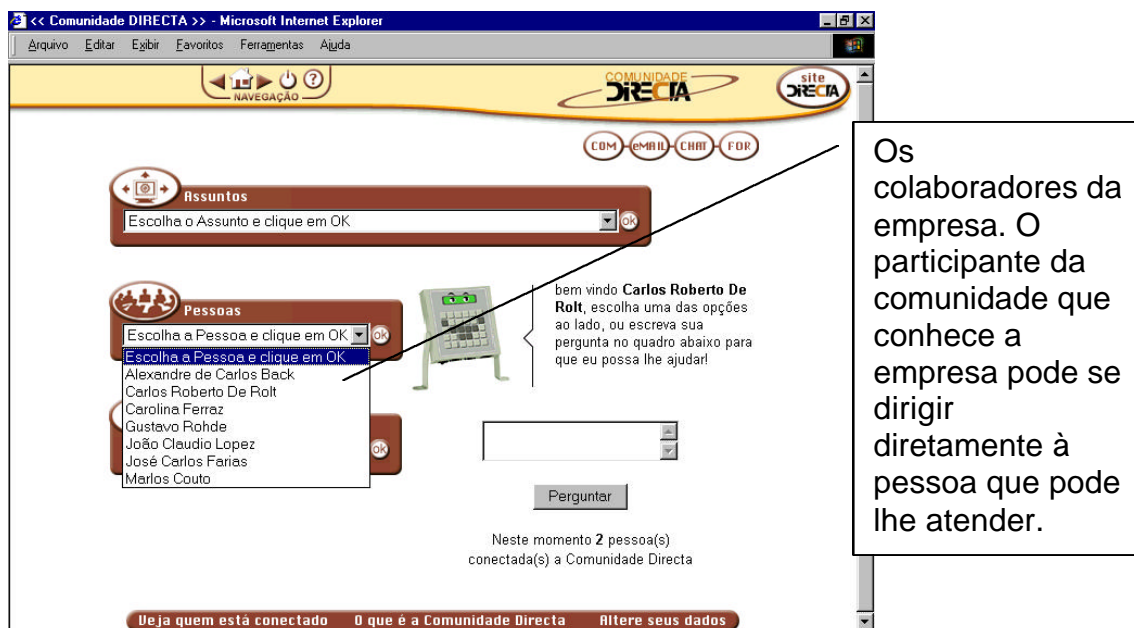 << Comunidade DIRECTA >> - Microsoft Internet Explorer
Arquivo Editar Exibir Favoritos Ferramentas Ajuda
NAVEGAÇÃO
COMUNIDADE
DIRECTA
site
DIRECTA
COM eMAIL CHAT FOR
Assuntos
Escolha o Assunto e clique em OK
ok
Pessoas
Escolha a Pessoa e clique em OK
ok
Escolha a Pessoa e clique em OK
Alexandre de Carlos Back
Carlos Roberto De Rolt
Carolina Ferraz
Gustavo Rohde
João Claudio Lopez
José Carlos Farias
Marlos Couto
ok
bem vindo Carlos Roberto De
Rolt, escolha uma das opções
ao lado, ou escreva sua
pergunta no quadro abaixo para
que eu possa lhe ajudar!
Perguntar
Neste momento 2 pessoa(s)
conectada(s) a Comunidade Directa
Veja quem está conectado O que é a Comunidade Directa Altere seus dados
Os
colaboradores da
empresa. O
participante da
comunidade que
conhece a
empresa pode se
dirigir
diretamente à
pessoa que pode
lhe atender.